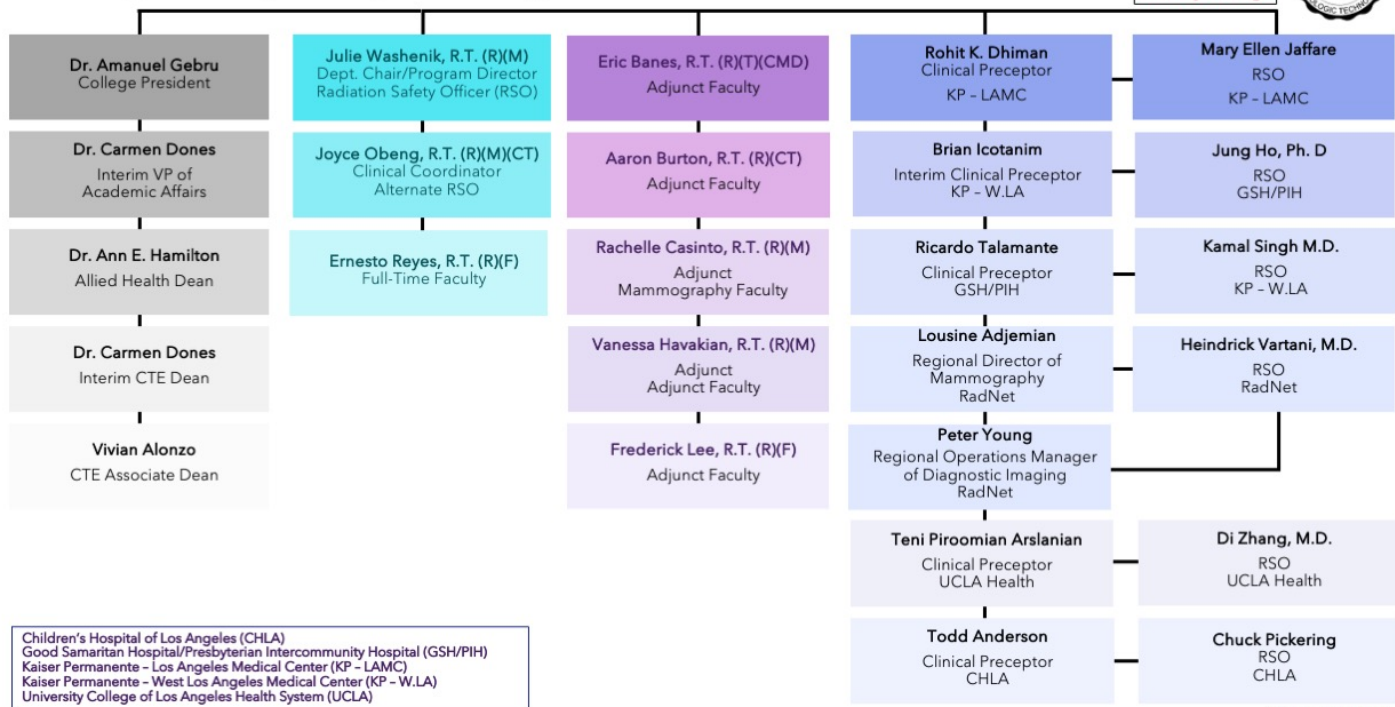 OLOGIC TECHNO
Dr. Amanuel Gebru
College President
Dr. Carmen Dones
Interim VP of
Academic Affairs
Dr. Ann E. Hamilton
Allied Health Dean
Dr. Carmen Dones
Interim CTE Dean
Vivian Alonzo
CTE Associate Dean
Julie Washenik, R.T. (R)(M)
Dept. Chair/Program Director
Radiation Safety Officer (RSO)
Joyce Obeng, R.T. (R)(M)(CT)
Clinical Coordinator
Alternate RSO
Ernesto Reyes, R.T. (R)(F)
Full-Time Faculty
Eric Banes, R.T. (R)(T)(CMD)
Adjunct Faculty
Aaron Burton, R.T. (R)(CT)
Adjunct Faculty
Rachelle Casinto, R.T. (R)(M)
Adjunct
Mammography Faculty
Vanessa Havakian, R.T. (R)(M)
Adjunct
Adjunct Faculty
Frederick Lee, R.T. (R)(F)
Adjunct Faculty
Rohit K. Dhiman
Clinical Preceptor
KP – LAMC
Mary Ellen Jaffare
RSO
KP – LAMC
Brian Icotanim
Interim Clinical Preceptor
KP – W.LA
Jung Ho, Ph. D
RSO
GSH/PIH
Ricardo Talamante
Clinical Preceptor
GSH/PIH
Kamal Singh M.D.
RSO
KP – W.LA
Lousine Adjemian
Regional Director of
Mammography
RadNet
Heindrick Vartani, M.D.
RSO
RadNet
Peter Young
Regional Operations Manager
of Diagnostic Imaging
RadNet
Teni Piroomian Arslanian
Clinical Preceptor
UCLA Health
Di Zhang, M.D.
RSO
UCLA Health
Todd Anderson
Clinical Preceptor
CHLA
Chuck Pickering
RSO
CHLA
Children's Hospital of Los Angeles (CHLA)
Good Samaritan Hospital/Presbyterian Intercommunity Hospital (GSH/PIH)
Kaiser Permanente – Los Angeles Medical Center (KP – LAMC)
Kaiser Permanente – West Los Angeles Medical Center (KP – W.LA)
University College of Los Angeles Health System (UCLA)